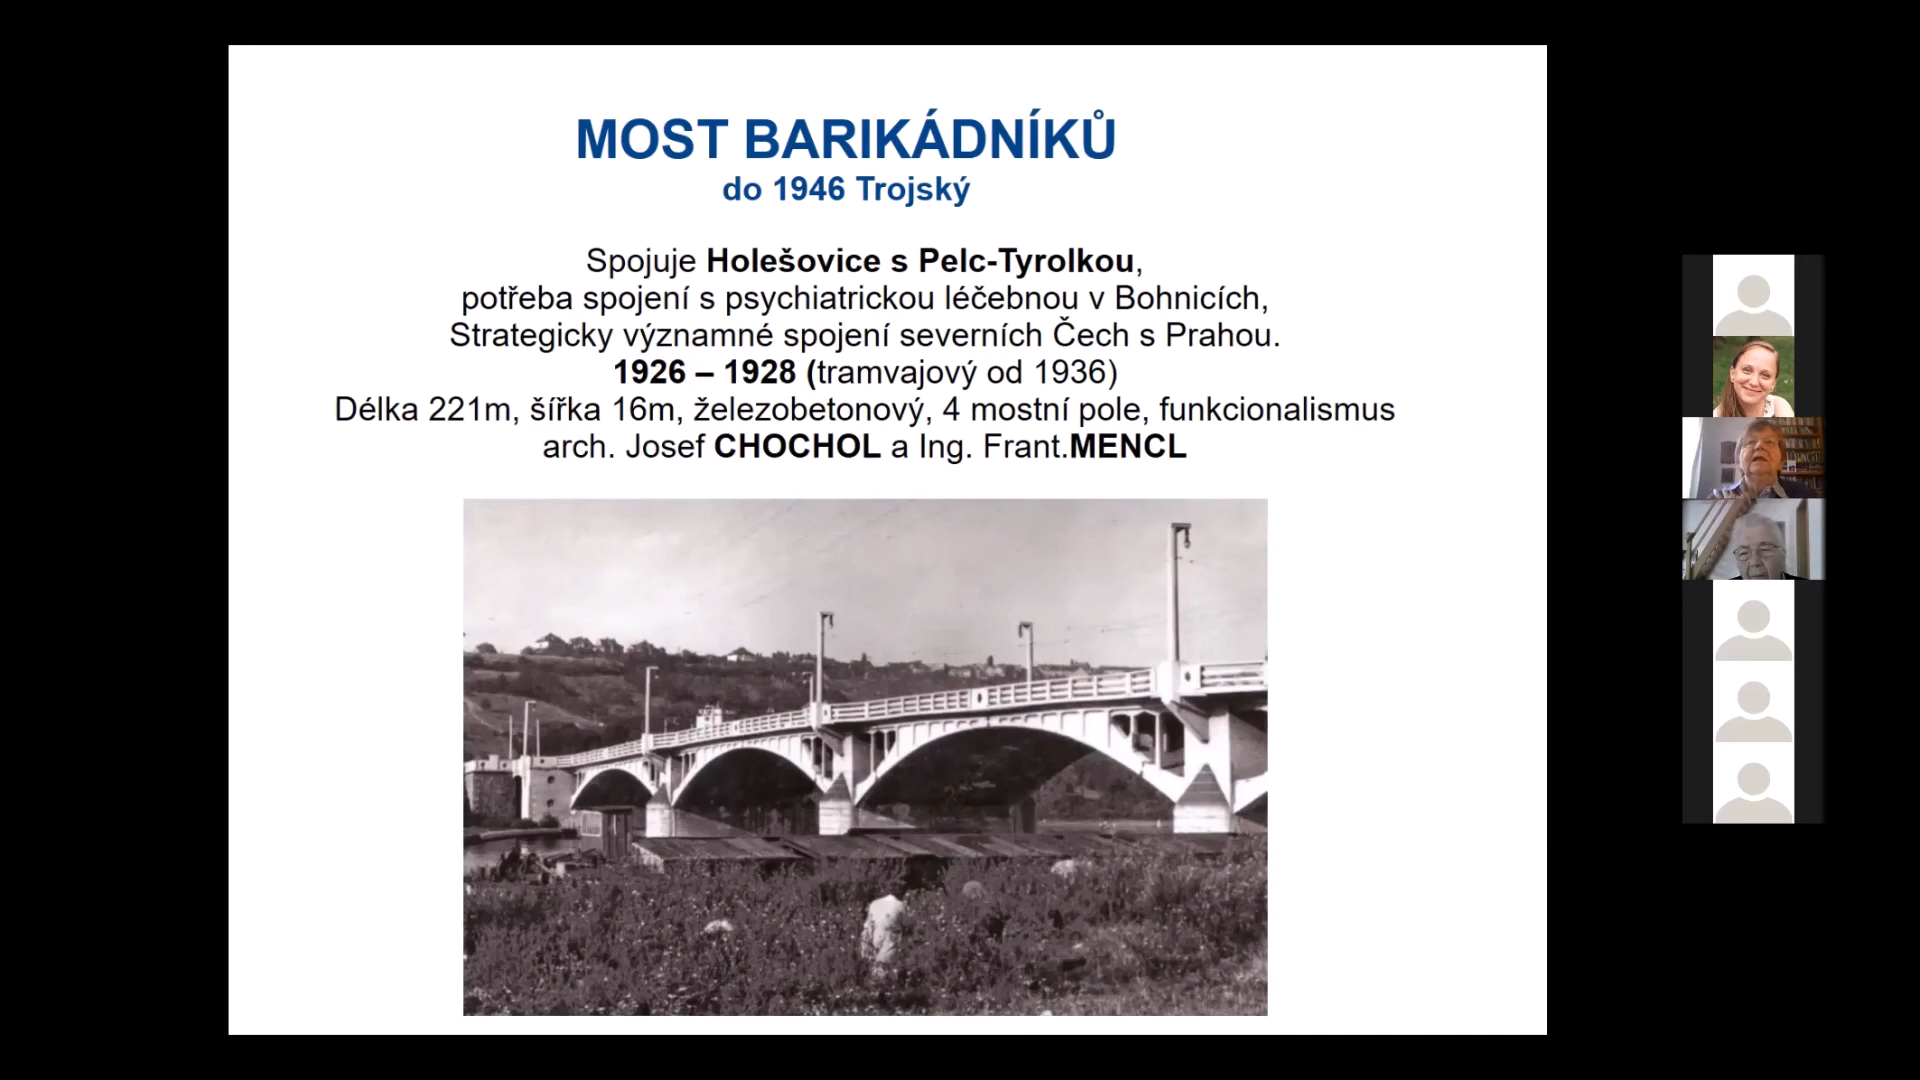 MOST BARIKÁDNÍKŮ
do 1946 Trojský
Spojuje Holešovice s Pelc-Tyrolkou,
potřeba spojení s psychiatrickou léčebnou v Bohnicích,
Strategicky významné spojení severních Čech s Prahou.
1926 – 1928 (tramvajový od 1936)
Délka 221m, šířka 16m, železobetonový, 4 mostní pole, funkcionalismus
arch. Josef CHOCHOL a Ing. Frant.MENCL